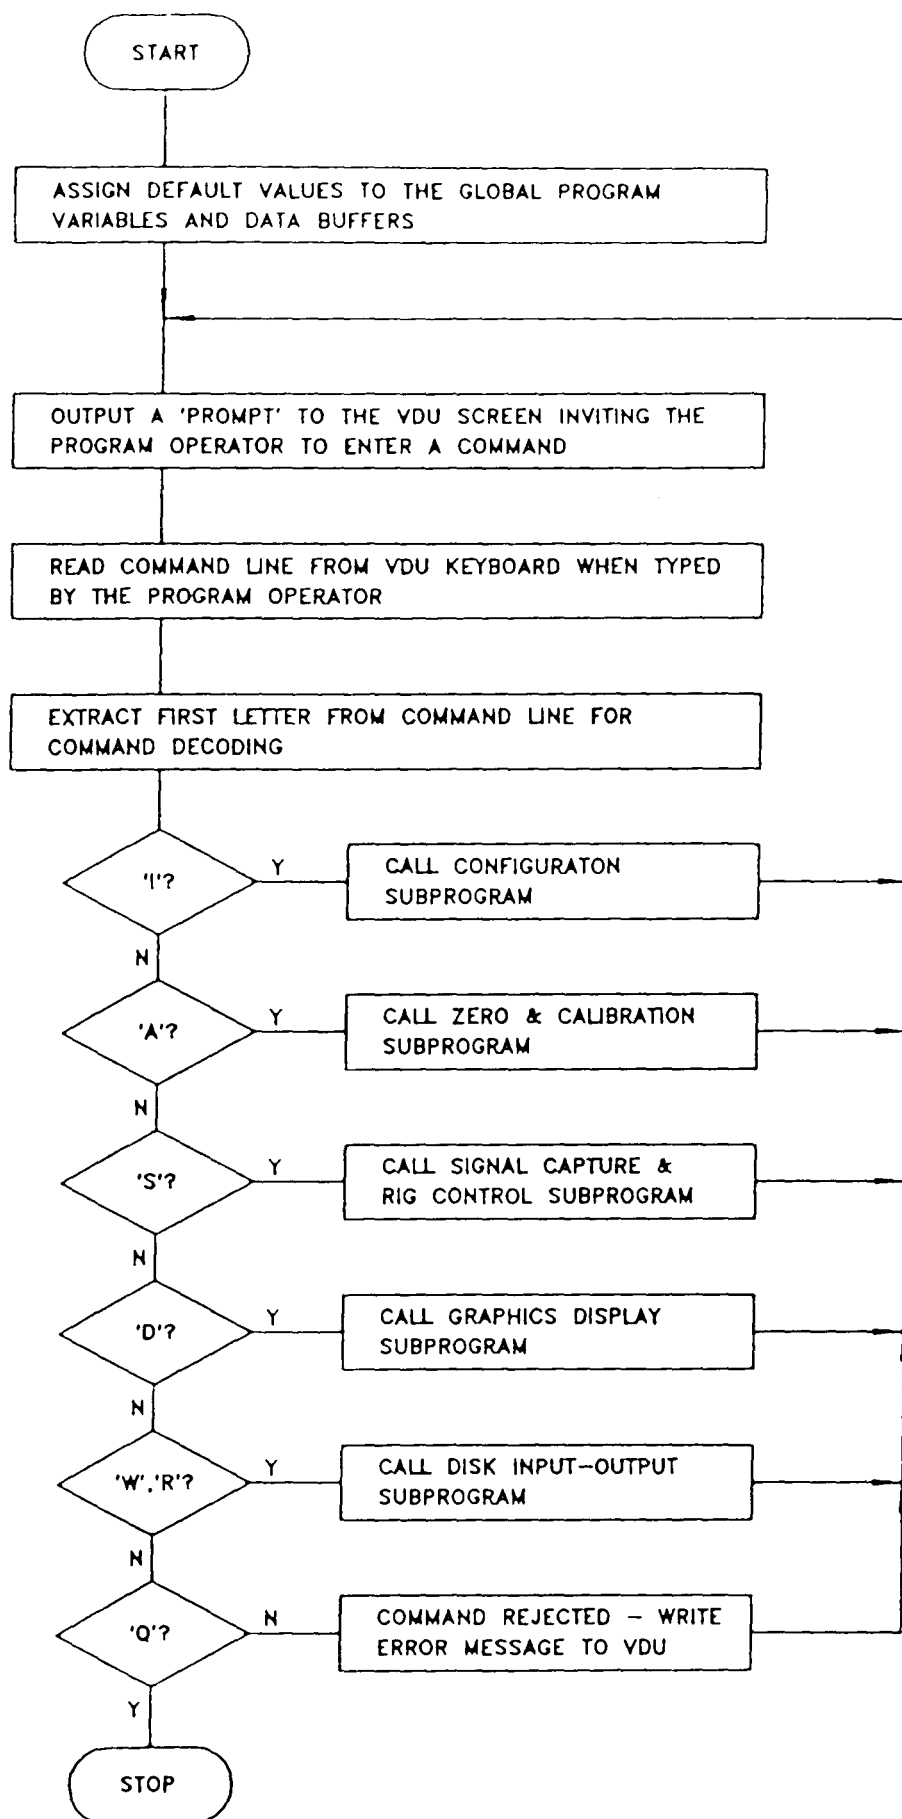 START
ASSIGN DEFAULT VALUES TO THE GLOBAL PROGRAM
VARIABLES AND DATA BUFFERS
OUTPUT A 'PROMPT' TO THE VDU SCREEN INVITING THE
PROGRAM OPERATOR TO ENTER A COMMAND
READ COMMAND LINE FROM VDU KEYBOARD WHEN TYPED
BY THE PROGRAM OPERATOR
EXTRACT FIRST LETTER FROM COMMAND LINE FOR
COMMAND DECODING
'I'?
Y
CALL CONFIGURATON
SUBPROGRAM
N
'A'?
Y
CALL ZERO & CALIBRATION
SUBPROGRAM
N
'S'?
Y
CALL SIGNAL CAPTURE &
RIG CONTROL SUBPROGRAM
N
'D'?
Y
CALL GRAPHICS DISPLAY
SUBPROGRAM
N
'W','R'?
Y
CALL DISK INPUT-OUTPUT
SUBPROGRAM
N
'Q'?
N
COMMAND REJECTED - WRITE
ERROR MESSAGE TO VDU
Y
STOP